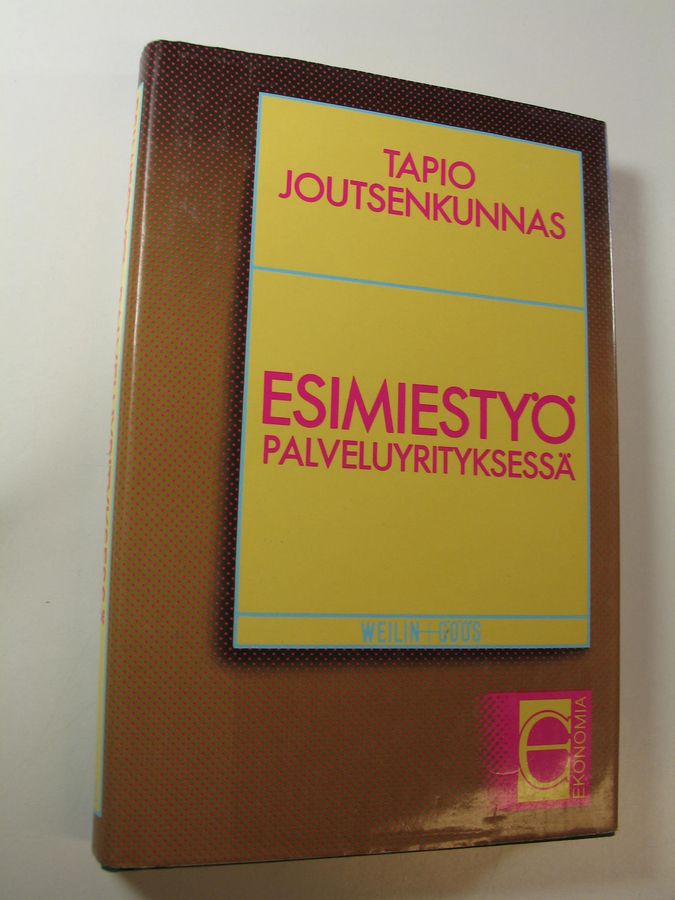 TAPIO
JOUTSENKUNNAS
ESIMIESTYÖ
PALVELUYRITYKSESSÄ
WEILIN+GÖÖS
e
EKONOMIA